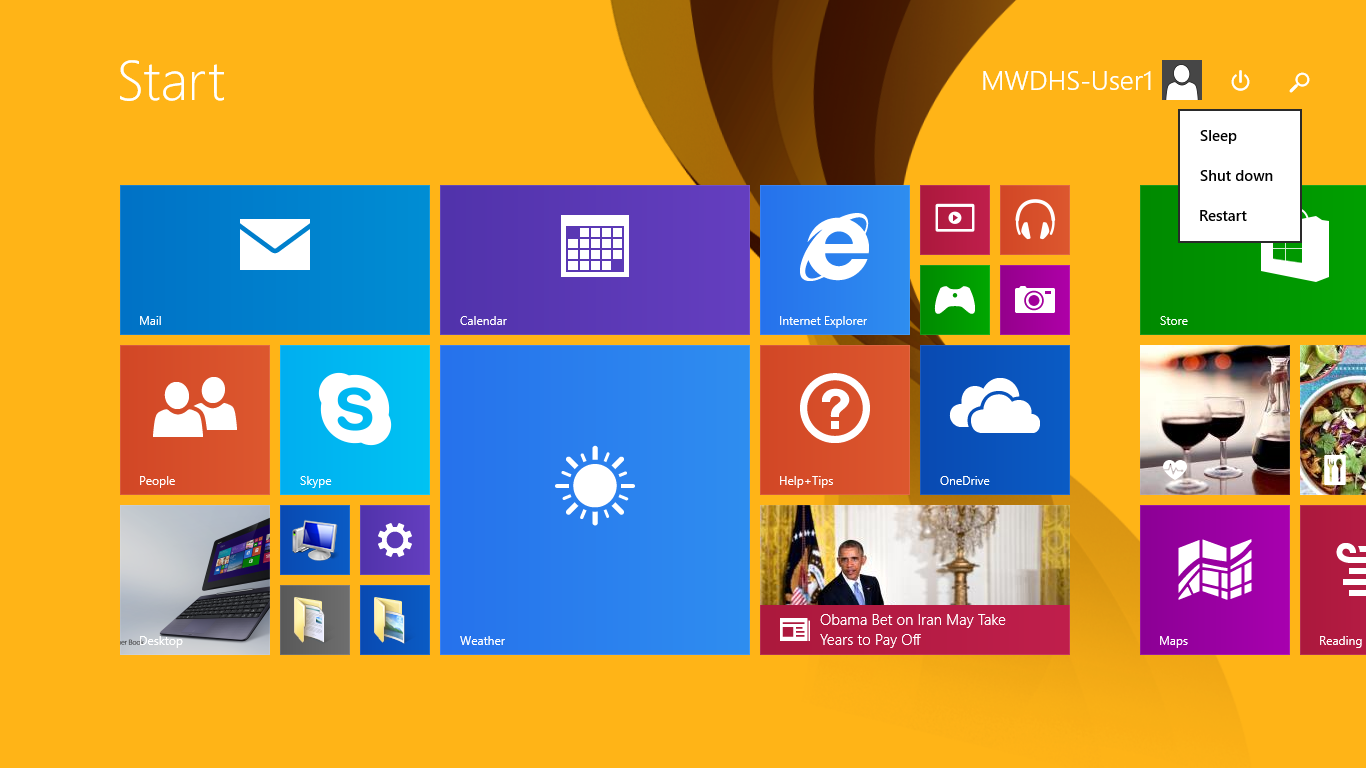 Start
MWDHS-User1
Sleep
Shut down
Restart
Mail
Calendar
Internet Explorer
Store
People
Skype
Help+Tips
OneDrive
Desktop
Weather
Obama Bet on Iran May Take
Years to Pay Off
Maps
Reading